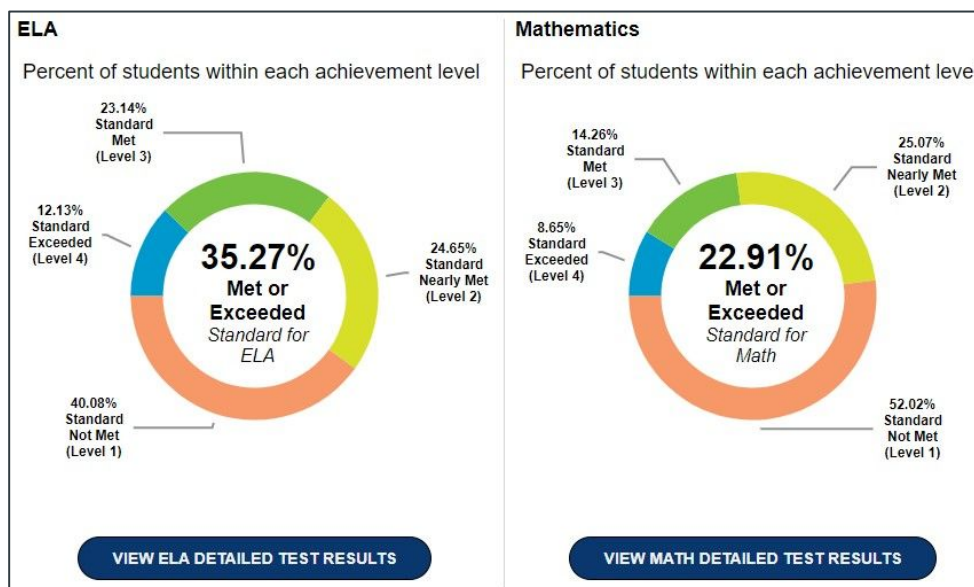 ELA
Percent of students within each achievement level
23.14%
Standard
Met
(Level 3)
12.13%
Standard
Exceeded
(Level 4)
35.27%
Met or
Exceeded
Standard for
ELA
24.65%
Standard
Nearly Met
(Level 2)
40.08%
Standard
Not Met
(Level 1)
VIEW ELA DETAILED TEST RESULTS
Mathematics
Percent of students within each achievement leve
14.26%
Standard
Met
(Level 3)
25.07%
Standard
Nearly Met
(Level 2)
8.65%
Standard
Exceeded
(Level 4)
22.91%
Met or
Exceeded
Standard for
Math
52.02%
Standard
Not Met
(Level 1)
VIEW MATH DETAILED TEST RESULTS